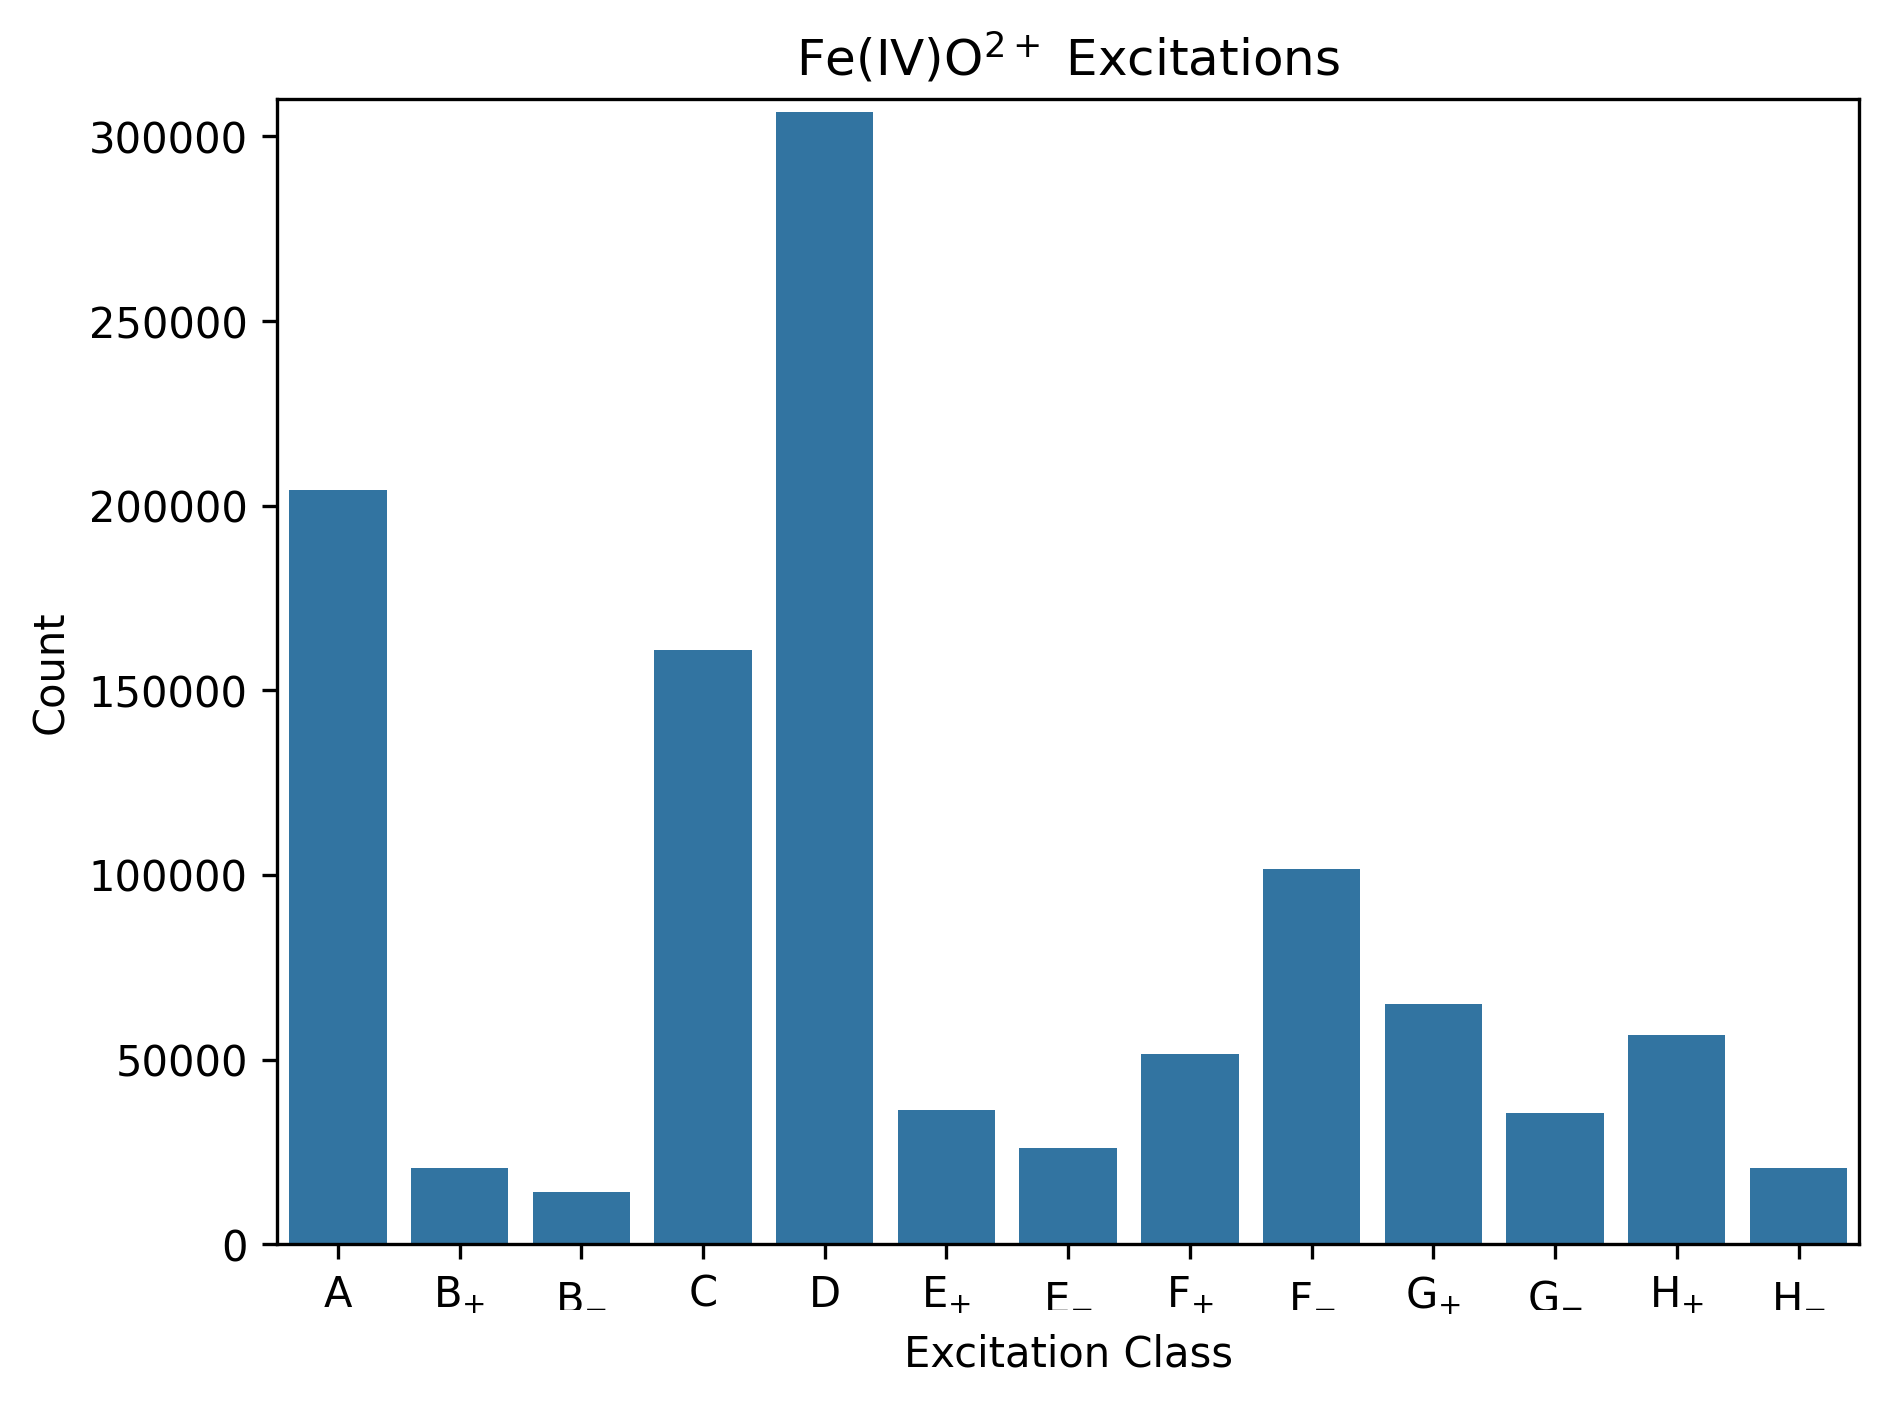 Fe(IV)O²⁺ Excitations
300000
250000
200000
150000
100000
50000
0
Count
A B₊ B₋ C D E₊ E₋ F₊ F₋ G₊ G₋ H₊ H₋
Excitation Class